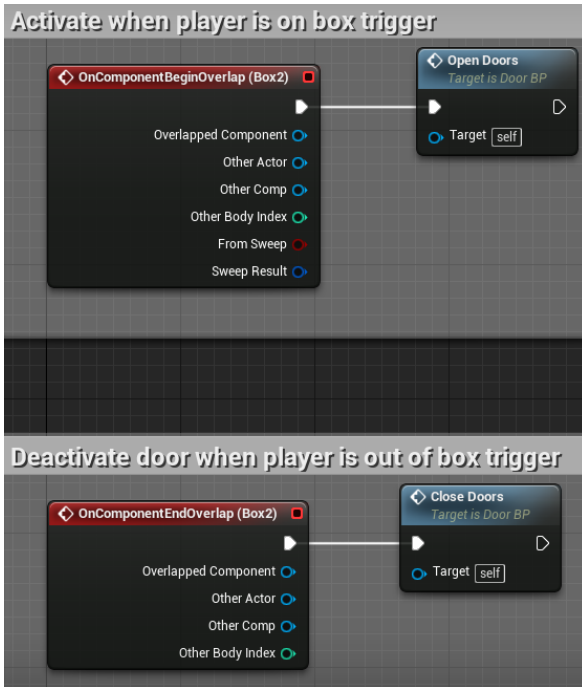 Activate when player is on box trigger
OnComponentBeginOverlap (Box2)
Overlapped Component
Other Actor
Other Comp
Other Body Index
From Sweep
Sweep Result
Open Doors
Target is Door BP
Target self
Deactivate door when player is out of box trigger
OnComponentEndOverlap (Box2)
Overlapped Component
Other Actor
Other Comp
Other Body Index
Close Doors
Target is Door BP
Target self